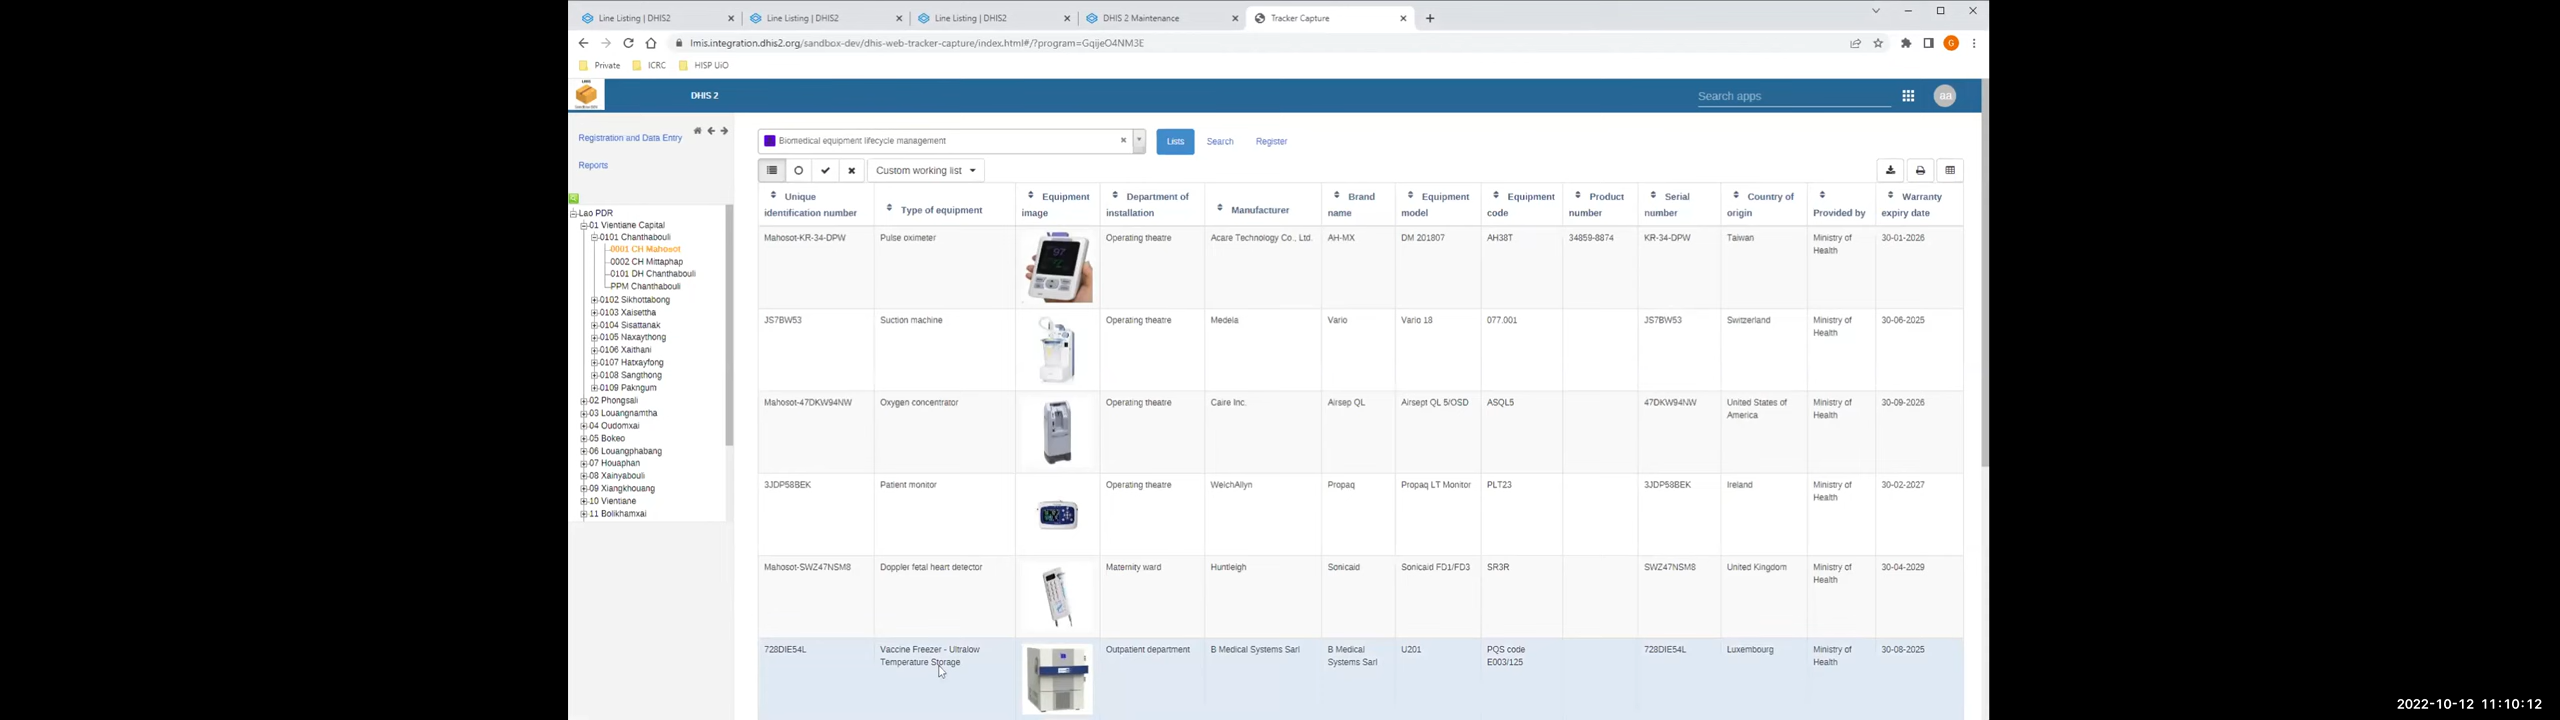 Line Listing | DHIS2
Line Listing | DHIS2
Line Listing | DHIS2
DHIS 2 Maintenance
Tracker Capture
lmis.integration.dhis2.org/sandbox-dev/dhis-web-tracker-capture/index.html#/?program=GqijeO4NM3E
G
Private ICRC HISP UiO
DHIS 2
Search apps
aa
Registration and Data Entry
Reports
Lao PDR
01 Vientiane Capital
0101 Chanthabouli
0001 CH Mahosot
0002 CH Mittaphap
0101 DH Chanthabouli
PPM Chanthabouli
0102 Sikhottabong
0103 Xaisettha
0104 Sisattanak
0105 Naxaythong
0106 Xaithani
0107 Hatxayfong
0108 Sangthong
0109 Pakngum
02 Phongsali
03 Louangnamtha
04 Oudomxai
05 Bokeo
06 Louangphabang
07 Houaphan
08 Xainyabouli
09 Xiangkhouang
10 Vientiane
11 Bolikhamxai
Biomedical equipment lifecycle management
Lists Search Register
Custom working list
Unique identification number
Type of equipment
Equipment image
Department of installation
Manufacturer
Brand name
Equipment model
Equipment code
Product number
Serial number
Country of origin
Provided by
Warranty expiry date
Mahosot-KR-34-DPW Pulse oximeter Operating theatre Acare Technology Co., Ltd. AH-MX DM 201807 AH38T 34859-8874 KR-34-DPW Taiwan Ministry of Health 30-01-2026
JS7BW53 Suction machine Operating theatre Medela Vario Vario 18 077.001 JS7BW53 Switzerland Ministry of Health 30-06-2025
Mahosot-47DKW94NW Oxygen concentrator Operating theatre Caire Inc. Airsep QL Airsept QL 5/OSD ASQL5 47DKW94NW United States of America Ministry of Health 30-09-2026
3JDP58BEK Patient monitor Operating theatre WeichAllyn Propaq Propaq LT Monitor PLT23 3JDP58BEK Ireland Ministry of Health 30-02-2027
Mahosot-SWZ47NSM8 Doppler fetal heart detector Maternity ward Huntleigh Sonicaid Sonicaid FD1/FD3 SR3R SWZ47NSM8 United Kingdom Ministry of Health 30-04-2029
728DIE54L Vaccine Freezer - Ultralow Temperature Storage Outpatient department B Medical Systems Sarl B Medical Systems Sarl U201 PQS code E003/125 728DIE54L Luxembourg Ministry of Health 30-08-2025
2022-10-12 11:10:12